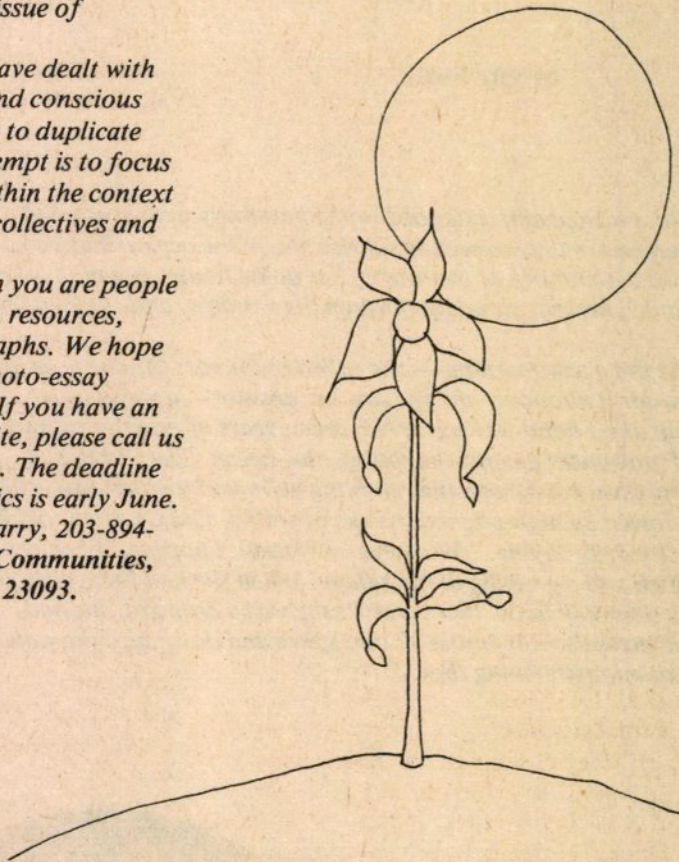 issue of
ave dealt with
nd conscious
to duplicate
empt is to focus
thin the context
collectives and
n you are people
resources,
aphs. We hope
oto-essay
If you have an
ite, please call us
. The deadline
ics is early June.
arry, 203-894-
Communities,
23093.